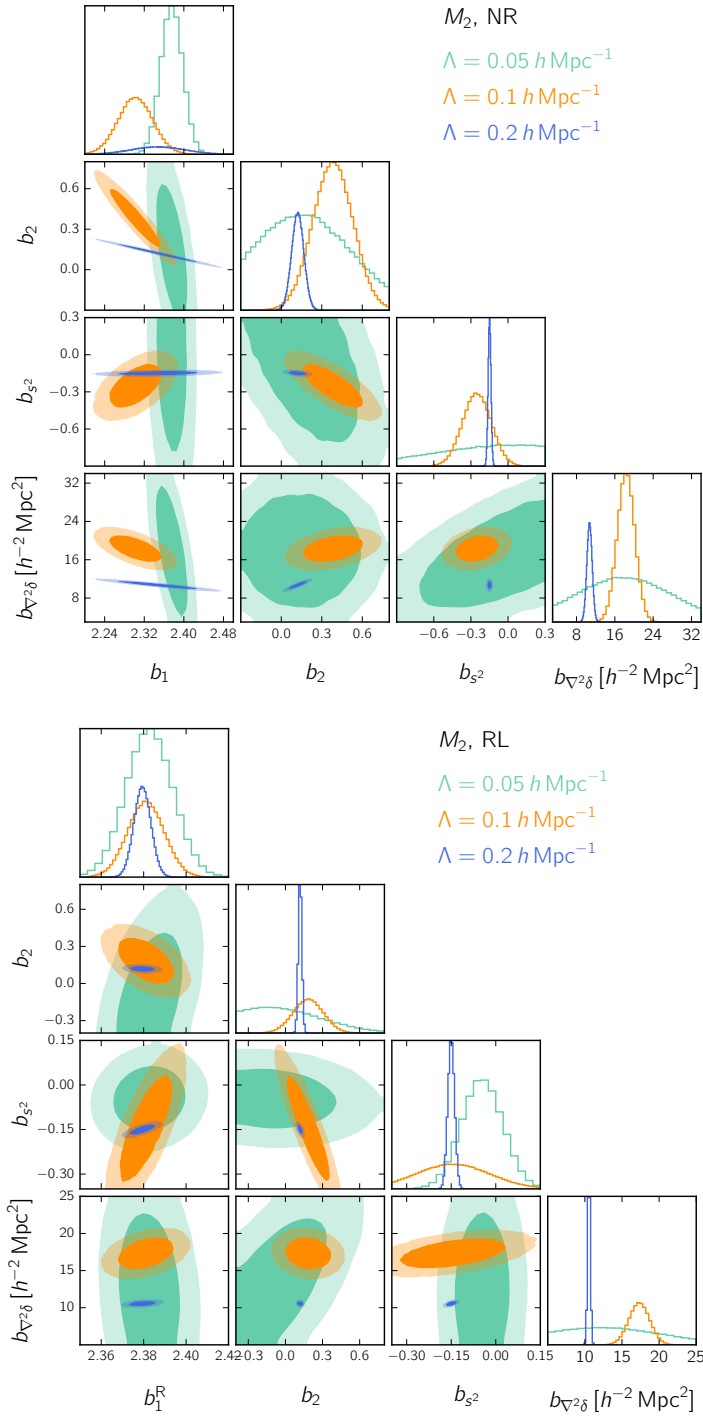 M₂, NR
Λ = 0.05 h Mpc⁻¹
Λ = 0.1 h Mpc⁻¹
Λ = 0.2 h Mpc⁻¹
b₂
0.6
0.3
0.0
b_{s²}
0.3
0.0
−0.3
−0.6
b_{∇²δ} [h⁻² Mpc²]
32
24
16
8
2.24 2.32 2.40 2.48
0.0 0.3 0.6
−0.6 −0.3 0.0 0.3
8 16 24 32
b₁ b₂ b_{s²} b_{∇²δ} [h⁻² Mpc²]
M₂, RL
Λ = 0.05 h Mpc⁻¹
Λ = 0.1 h Mpc⁻¹
Λ = 0.2 h Mpc⁻¹
b₂
0.6
0.3
0.0
−0.3
b_{s²}
0.15
0.00
−0.15
−0.30
b_{∇²δ} [h⁻² Mpc²]
25
20
15
10
2.36 2.38 2.40
−0.3 0.0 0.3 0.6
−0.30 −0.15 0.00 0.15
5 10 15 20 25
b₁ᴿ b₂ b_{s²} b_{∇²δ} [h⁻² Mpc²]